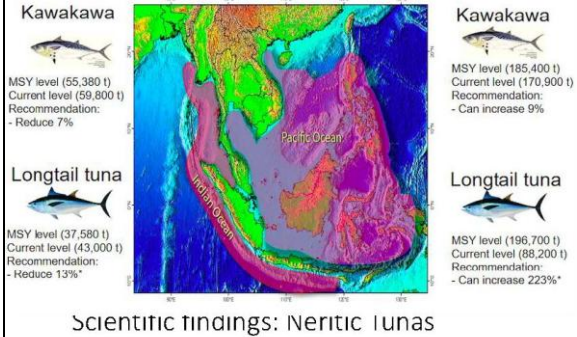 Kawakawa
MSY level (55,380 t)
Current level (59,800 t)
Recommendation:
- Reduce 7%
Longtail tuna
MSY level (37,580 t)
Current level (43,000 t)
Recommendation:
- Reduce 13%*
Pacific Ocean
Indian Ocean
Kawakawa
MSY level (185,400 t)
Current level (170,900 t)
Recommendation:
- Can increase 9%
Longtail tuna
MSY level (196,700 t)
Current level (88,200 t)
Recommendation:
- Can increase 223%*
Scientific findings: Neritic Tunas